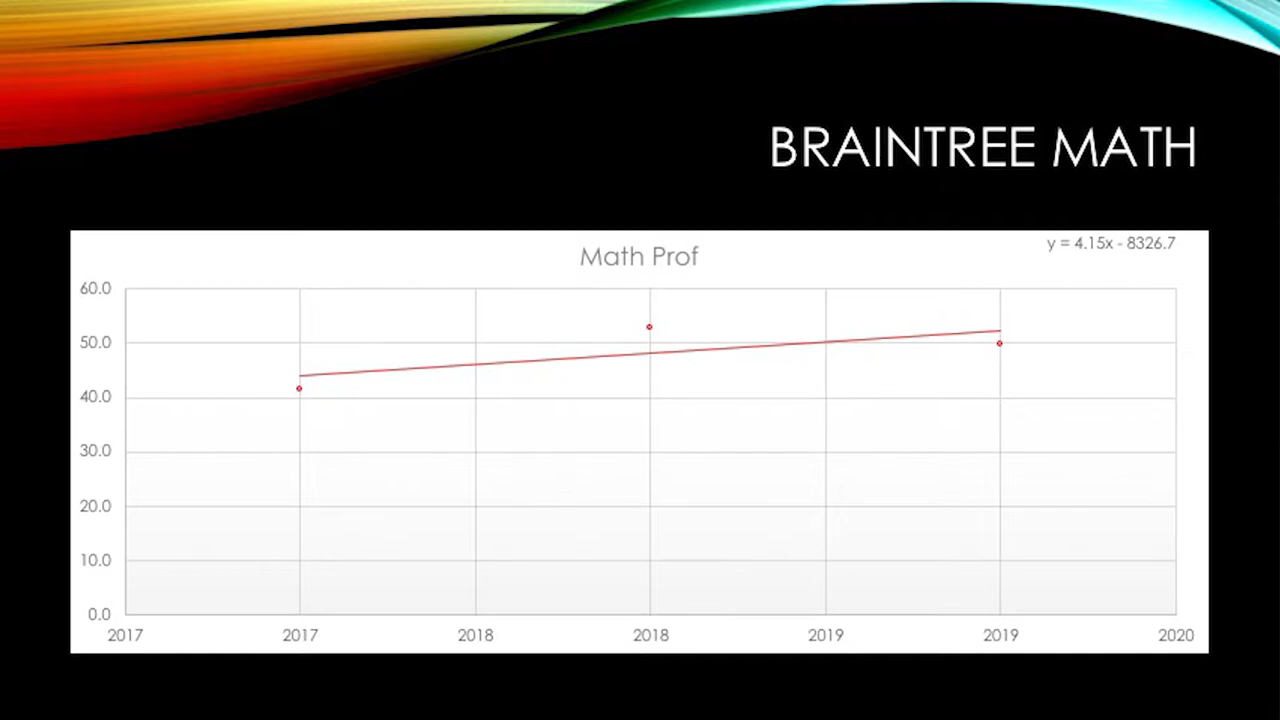 BRAINTREE MATH
Math Prof
y = 4.15x - 8326.7
60.0
50.0
40.0
30.0
20.0
10.0
0.0
2017 2017 2018 2018 2019 2019 2020